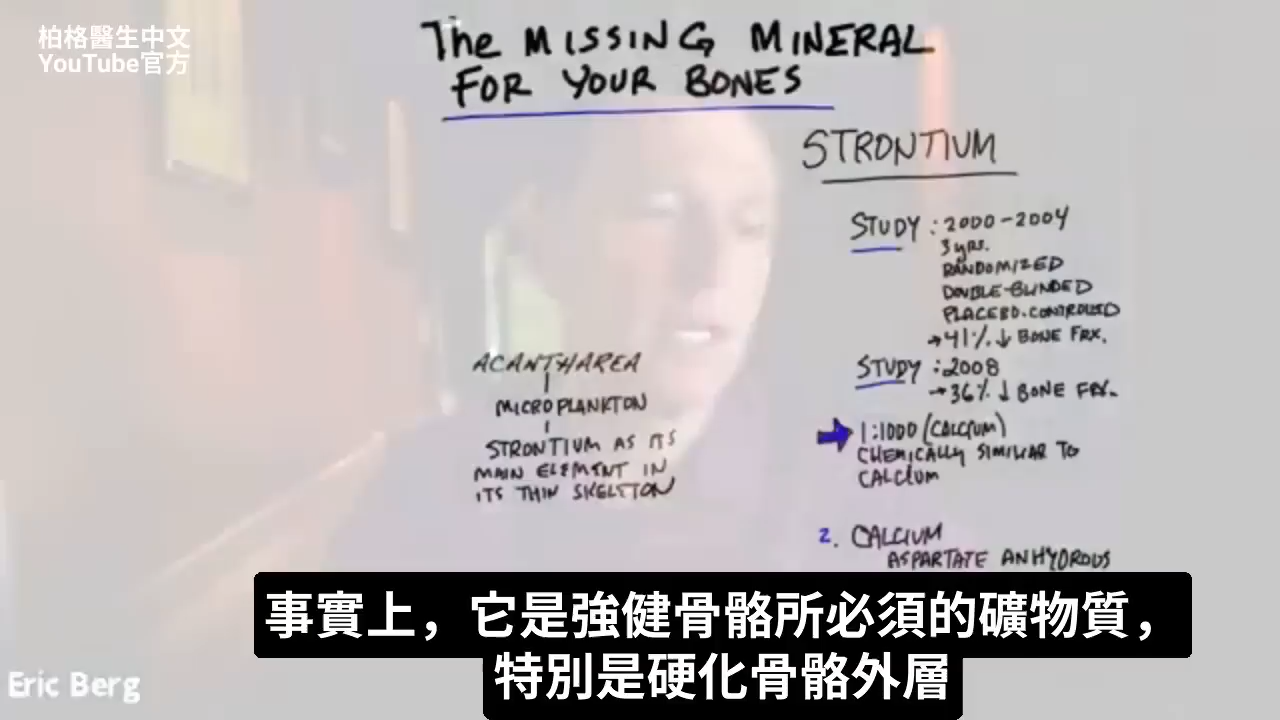 柏格醫生中文
YouTube官方
The MISSING MINERAL
FOR YOUR BONES
STRONTIUM
STUDY : 2000-2004
3 yrs.
RANDOMIZED
DOUBLE-BLINDED
PLACEBO-CONTROLLED
→41% ↓ BONE FRX.
STUDY : 2008
→36% ↓ BONE FRX.
1:1000 (CALCIUM)
CHEMICALLY SIMILAR TO
CALCIUM
2. CALCIUM
ASPARTATE ANHYDROUS
ACANTHAREA
MICROPLANKTON
STRONTIUM AS ITS
MAIN ELEMENT IN
ITS THIN SKELETON
事實上，它是強健骨骼所必須的礦物質，
特別是硬化骨骼外層
Eric Berg